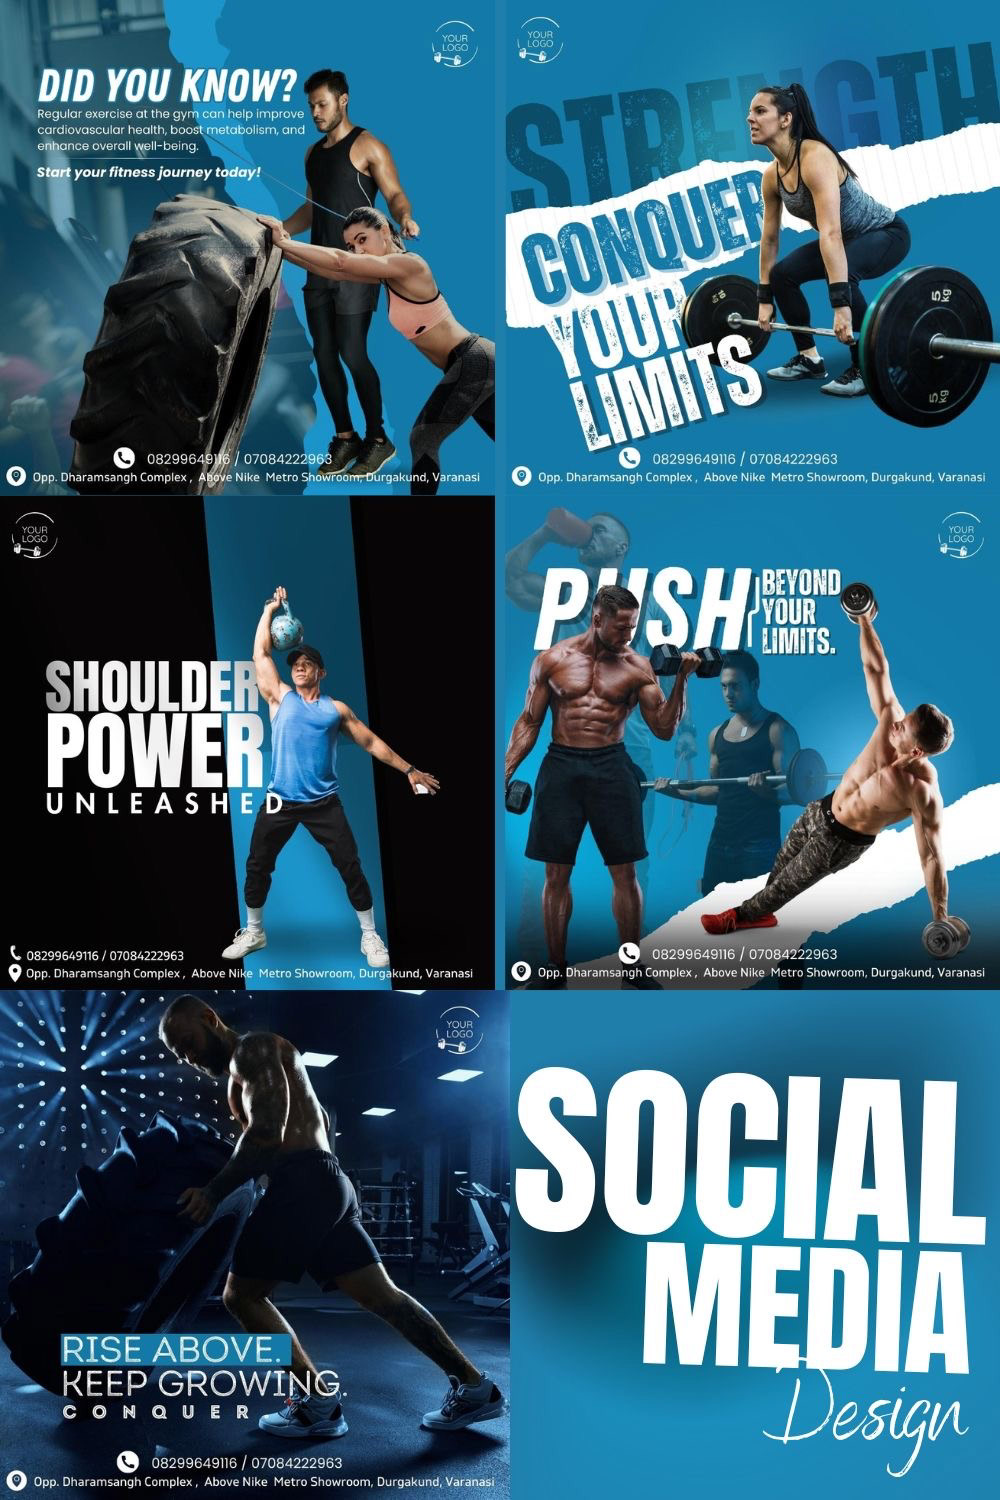 YOUR
LOGO
DID YOU KNOW?
Regular exercise at the gym can help improve
cardiovascular health, boost metabolism, and
enhance overall well-being.
Start your fitness journey today!
08299649116 / 07084222963
Opp. Dharamsangh Complex , Above Nike Metro Showroom, Durgakund, Varanasi
YOUR
LOGO
STRENGTH
CONQUER
YOUR
LIMITS
5
kg
5
kg
08299649116 / 07084222963
Opp. Dharamsangh Complex , Above Nike Metro Showroom, Durgakund, Varanasi
YOUR
LOGO
SHOULDER
POWER
UNLEASHED
08299649116 / 07084222963
Opp. Dharamsangh Complex , Above Nike Metro Showroom, Durgakund, Varanasi
YOUR
LOGO
PUSH
BEYOND
YOUR
LIMITS.
08299649116 / 07084222963
Opp. Dharamsangh Complex , Above Nike Metro Showroom, Durgakund, Varanasi
YOUR
LOGO
RISE ABOVE.
KEEP GROWING.
CONQUER
08299649116 / 07084222963
Opp. Dharamsangh Complex , Above Nike Metro Showroom, Durgakund, Varanasi
SOCIAL
MEDIA
Design